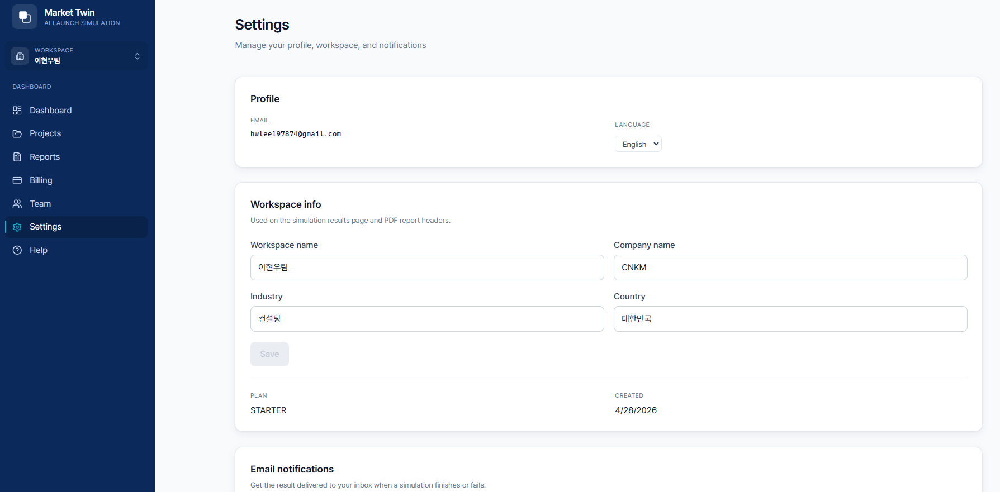 Market Twin
AI LAUNCH SIMULATION
WORKSPACE
이현우팀
DASHBOARD
Dashboard
Projects
Reports
Billing
Team
Settings
Help
Settings
Manage your profile, workspace, and notifications
Profile
EMAIL
hwlee197874@gmail.com
LANGUAGE
English
Workspace info
Used on the simulation results page and PDF report headers.
Workspace name
이현우팀
Company name
CNKM
Industry
컨설팅
Country
대한민국
Save
PLAN
STARTER
CREATED
4/28/2026
Email notifications
Get the result delivered to your inbox when a simulation finishes or fails.